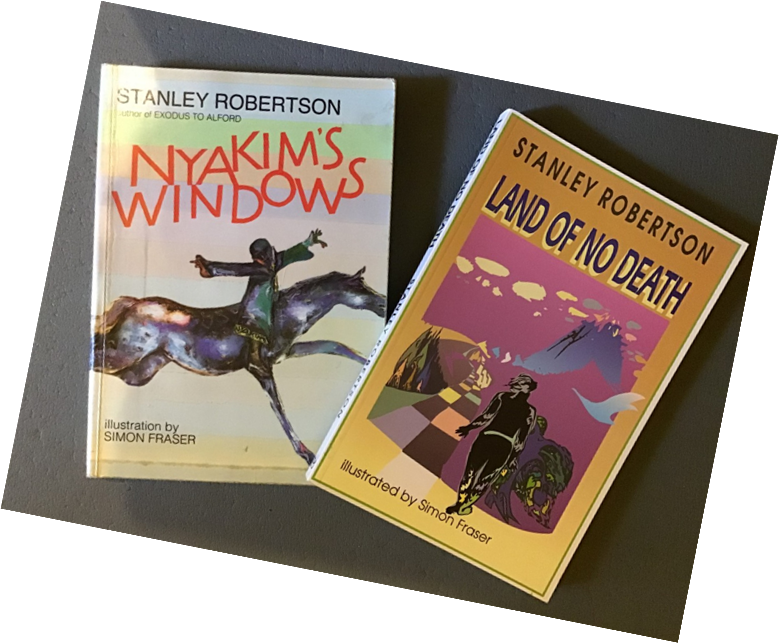 STANLEY ROBERTSON
author of EXODUS TO ALFORD
NYAKIM'S
WINDOWS
illustration by
SIMON FRASER
STANLEY ROBERTSON
LAND OF NO DEATH
illustrated by Simon Fraser